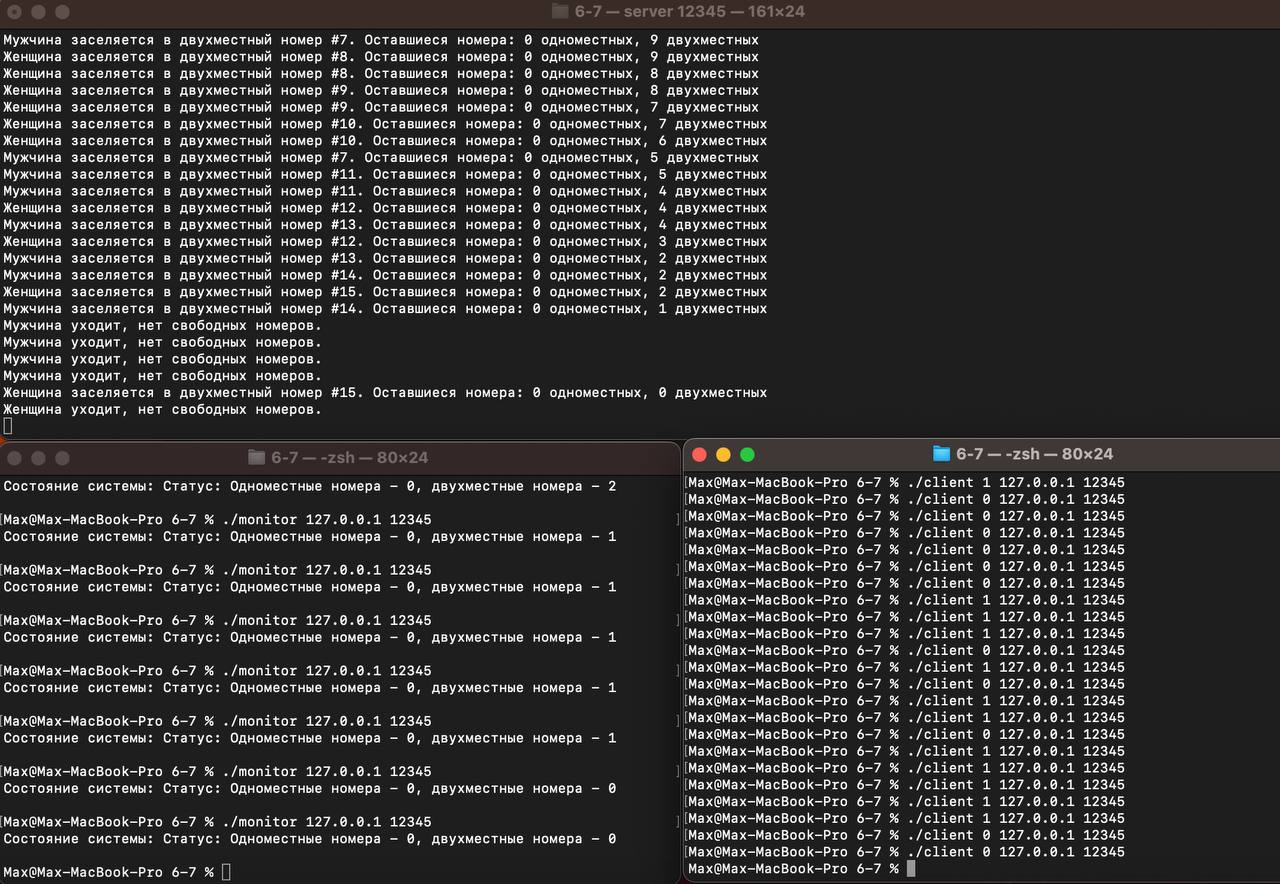 6-7 — server 12345 — 161×24
Мужчина заселяется в двухместный номер #7. Оставшиеся номера: 0 одноместных, 9 двухместных
Женщина заселяется в двухместный номер #8. Оставшиеся номера: 0 одноместных, 9 двухместных
Женщина заселяется в двухместный номер #8. Оставшиеся номера: 0 одноместных, 8 двухместных
Женщина заселяется в двухместный номер #9. Оставшиеся номера: 0 одноместных, 8 двухместных
Женщина заселяется в двухместный номер #9. Оставшиеся номера: 0 одноместных, 7 двухместных
Женщина заселяется в двухместный номер #10. Оставшиеся номера: 0 одноместных, 7 двухместных
Женщина заселяется в двухместный номер #10. Оставшиеся номера: 0 одноместных, 6 двухместных
Мужчина заселяется в двухместный номер #7. Оставшиеся номера: 0 одноместных, 5 двухместных
Мужчина заселяется в двухместный номер #11. Оставшиеся номера: 0 одноместных, 5 двухместных
Мужчина заселяется в двухместный номер #11. Оставшиеся номера: 0 одноместных, 4 двухместных
Женщина заселяется в двухместный номер #12. Оставшиеся номера: 0 одноместных, 4 двухместных
Мужчина заселяется в двухместный номер #13. Оставшиеся номера: 0 одноместных, 4 двухместных
Женщина заселяется в двухместный номер #12. Оставшиеся номера: 0 одноместных, 3 двухместных
Мужчина заселяется в двухместный номер #13. Оставшиеся номера: 0 одноместных, 2 двухместных
Мужчина заселяется в двухместный номер #14. Оставшиеся номера: 0 одноместных, 2 двухместных
Женщина заселяется в двухместный номер #15. Оставшиеся номера: 0 одноместных, 2 двухместных
Мужчина заселяется в двухместный номер #14. Оставшиеся номера: 0 одноместных, 1 двухместных
Мужчина уходит, нет свободных номеров.
Мужчина уходит, нет свободных номеров.
Мужчина уходит, нет свободных номеров.
Мужчина уходит, нет свободных номеров.
Женщина заселяется в двухместный номер #15. Оставшиеся номера: 0 одноместных, 0 двухместных
Женщина уходит, нет свободных номеров.
6-7 — -zsh — 80×24
Состояние системы: Статус: Одноместные номера - 0, двухместные номера - 2
[Max@Max-MacBook-Pro 6-7 % ./monitor 127.0.0.1 12345 ]
Состояние системы: Статус: Одноместные номера - 0, двухместные номера - 1
[Max@Max-MacBook-Pro 6-7 % ./monitor 127.0.0.1 12345 ]
Состояние системы: Статус: Одноместные номера - 0, двухместные номера - 1
[Max@Max-MacBook-Pro 6-7 % ./monitor 127.0.0.1 12345 ]
Состояние системы: Статус: Одноместные номера - 0, двухместные номера - 1
[Max@Max-MacBook-Pro 6-7 % ./monitor 127.0.0.1 12345 ]
Состояние системы: Статус: Одноместные номера - 0, двухместные номера - 1
[Max@Max-MacBook-Pro 6-7 % ./monitor 127.0.0.1 12345 ]
Состояние системы: Статус: Одноместные номера - 0, двухместные номера - 1
[Max@Max-MacBook-Pro 6-7 % ./monitor 127.0.0.1 12345 ]
Состояние системы: Статус: Одноместные номера - 0, двухместные номера - 0
[Max@Max-MacBook-Pro 6-7 % ./monitor 127.0.0.1 12345 ]
Состояние системы: Статус: Одноместные номера - 0, двухместные номера - 0
Max@Max-MacBook-Pro 6-7 %
6-7 — -zsh — 80×24
[Max@Max-MacBook-Pro 6-7 % ./client 1 127.0.0.1 12345
[Max@Max-MacBook-Pro 6-7 % ./client 0 127.0.0.1 12345
[Max@Max-MacBook-Pro 6-7 % ./client 0 127.0.0.1 12345
[Max@Max-MacBook-Pro 6-7 % ./client 0 127.0.0.1 12345
[Max@Max-MacBook-Pro 6-7 % ./client 0 127.0.0.1 12345
[Max@Max-MacBook-Pro 6-7 % ./client 0 127.0.0.1 12345
[Max@Max-MacBook-Pro 6-7 % ./client 0 127.0.0.1 12345
[Max@Max-MacBook-Pro 6-7 % ./client 1 127.0.0.1 12345
[Max@Max-MacBook-Pro 6-7 % ./client 1 127.0.0.1 12345
[Max@Max-MacBook-Pro 6-7 % ./client 1 127.0.0.1 12345
[Max@Max-MacBook-Pro 6-7 % ./client 0 127.0.0.1 12345
[Max@Max-MacBook-Pro 6-7 % ./client 1 127.0.0.1 12345
[Max@Max-MacBook-Pro 6-7 % ./client 0 127.0.0.1 12345
[Max@Max-MacBook-Pro 6-7 % ./client 1 127.0.0.1 12345
[Max@Max-MacBook-Pro 6-7 % ./client 1 127.0.0.1 12345
[Max@Max-MacBook-Pro 6-7 % ./client 0 127.0.0.1 12345
[Max@Max-MacBook-Pro 6-7 % ./client 1 127.0.0.1 12345
[Max@Max-MacBook-Pro 6-7 % ./client 1 127.0.0.1 12345
[Max@Max-MacBook-Pro 6-7 % ./client 1 127.0.0.1 12345
[Max@Max-MacBook-Pro 6-7 % ./client 1 127.0.0.1 12345
[Max@Max-MacBook-Pro 6-7 % ./client 1 127.0.0.1 12345
[Max@Max-MacBook-Pro 6-7 % ./client 0 127.0.0.1 12345
[Max@Max-MacBook-Pro 6-7 % ./client 0 127.0.0.1 12345
Max@Max-MacBook-Pro 6-7 %